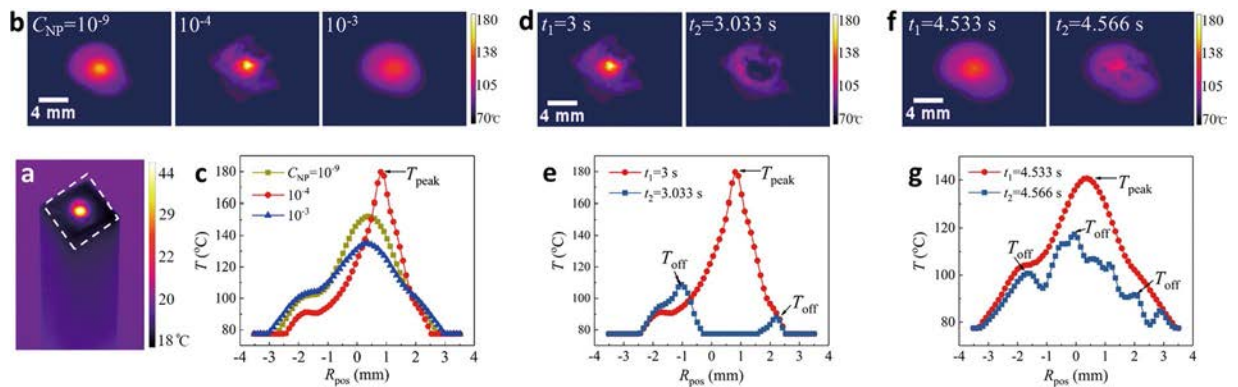 b C_NP=10^-9 10^-4 10^-3
180
138
108
70℃
4 mm
d t_1=3 s t_2=3.033 s
180
138
108
70℃
4 mm
f t_1=4.533 s t_2=4.566 s
180
138
108
70℃
4 mm
a
44
29
22
20
18℃
c
C_NP=10^-9
10^-4
10^-3
T_peak
180
160
140
120
100
80
T (°C)
-4 -3 -2 -1 0 1 2 3 4
R_pos (mm)
e
t_1=3 s
t_2=3.033 s
T_peak
T_off
T_off
180
160
140
120
100
80
T (°C)
-4 -3 -2 -1 0 1 2 3 4
R_pos (mm)
g
t_1=4.533 s
t_2=4.566 s
T_peak
T_off
T_off
T_off
140
120
100
80
T (°C)
-4 -3 -2 -1 0 1 2 3 4
R_pos (mm)